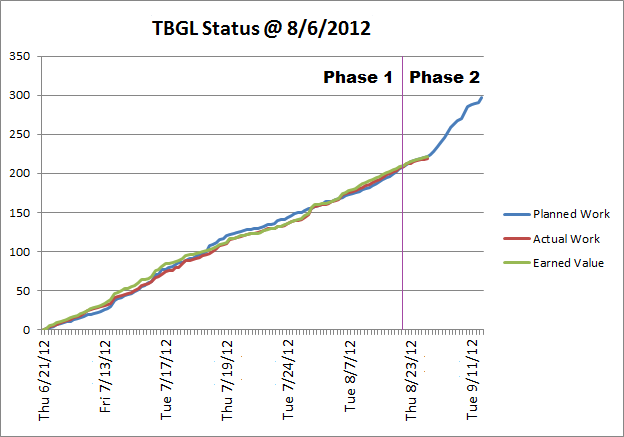 TBGL Status @ 8/6/2012
350
300
250
200
150
100
50
0
Phase 1
Phase 2
Planned Work
Actual Work
Earned Value
Thu 6/21/12
Fri 7/13/12
Tue 7/17/12
Thu 7/19/12
Tue 7/24/12
Tue 8/7/12
Thu 8/23/12
Tue 9/11/12